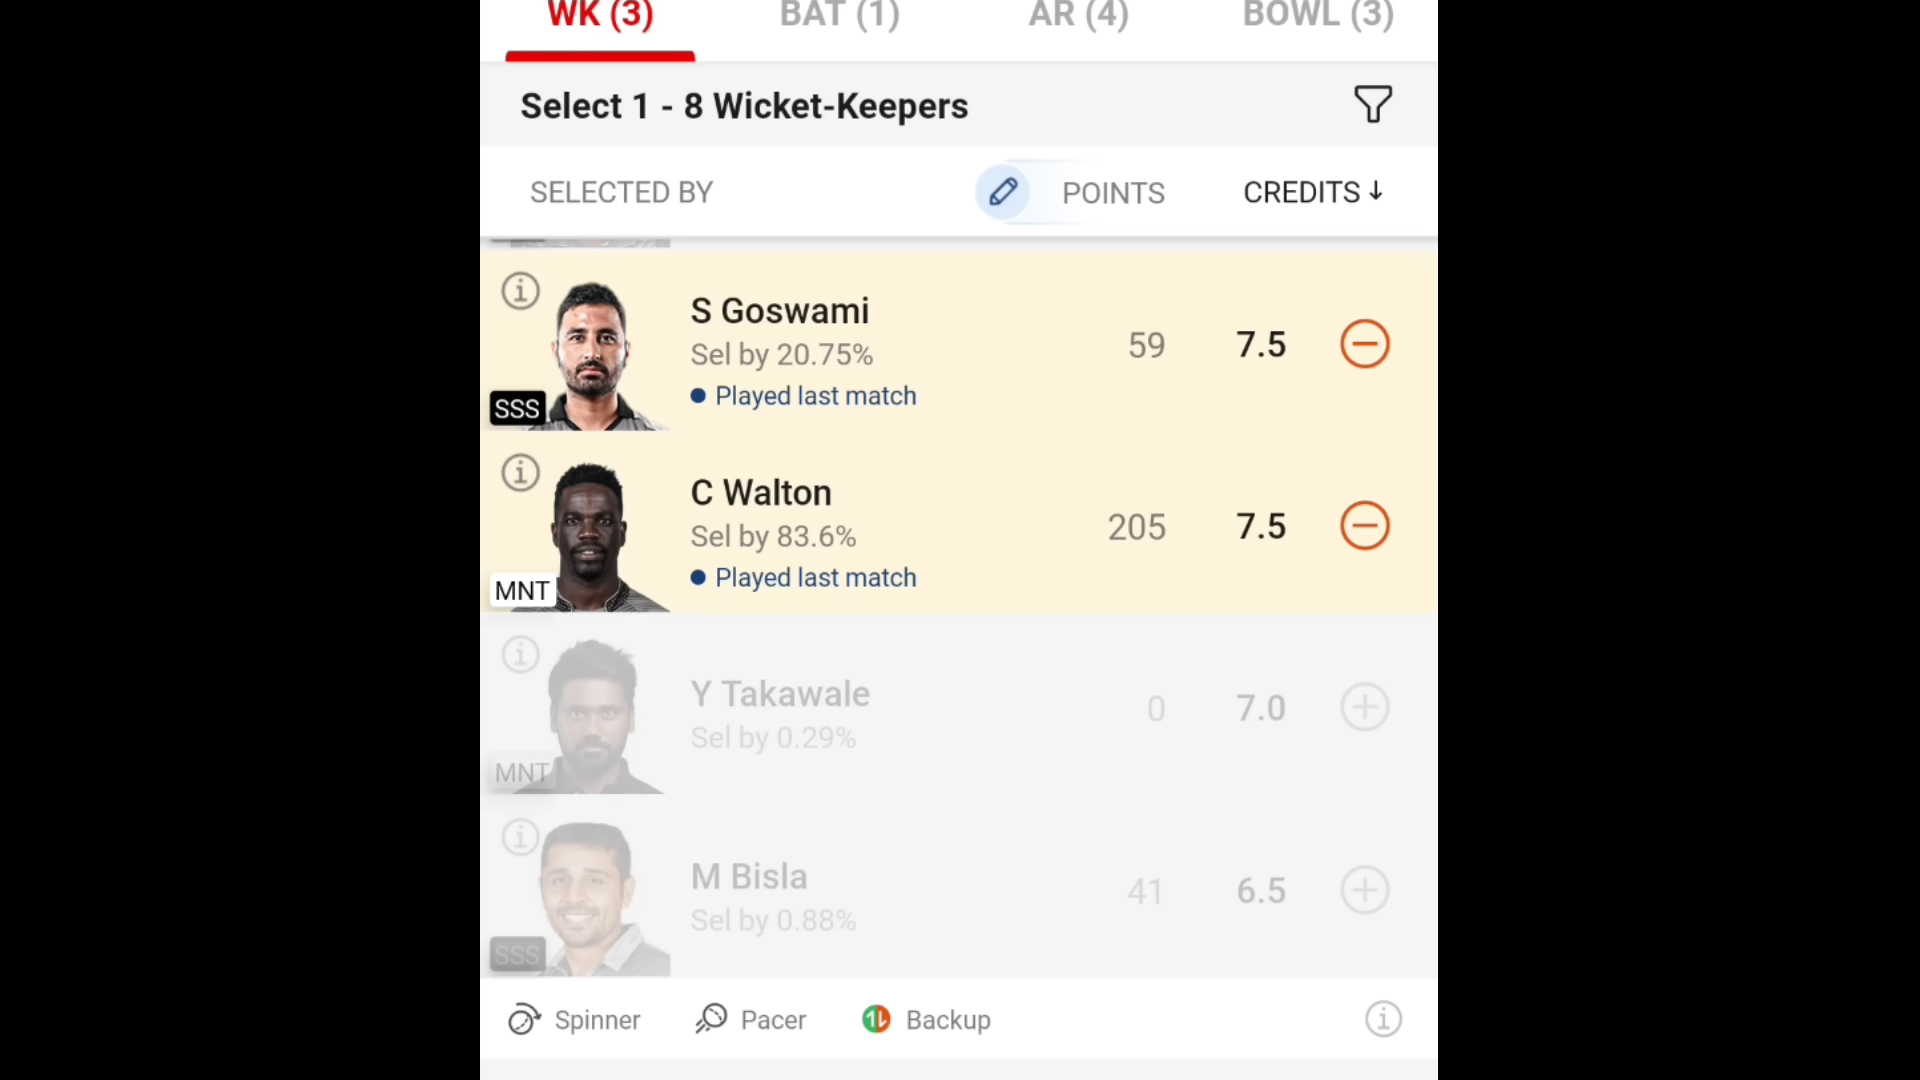 WK (3) BAT (1) AR (4) BOWL (3)
Select 1 - 8 Wicket-Keepers
SELECTED BY POINTS CREDITS ↓
S Goswami
Sel by 20.75%
59 7.5
Played last match
SSS
C Walton
Sel by 83.6%
205 7.5
Played last match
MNT
Y Takawale
Sel by 0.29%
0 7.0
MNT
M Bisla
Sel by 0.88%
41 6.5
SSS
Spinner Pacer Backup